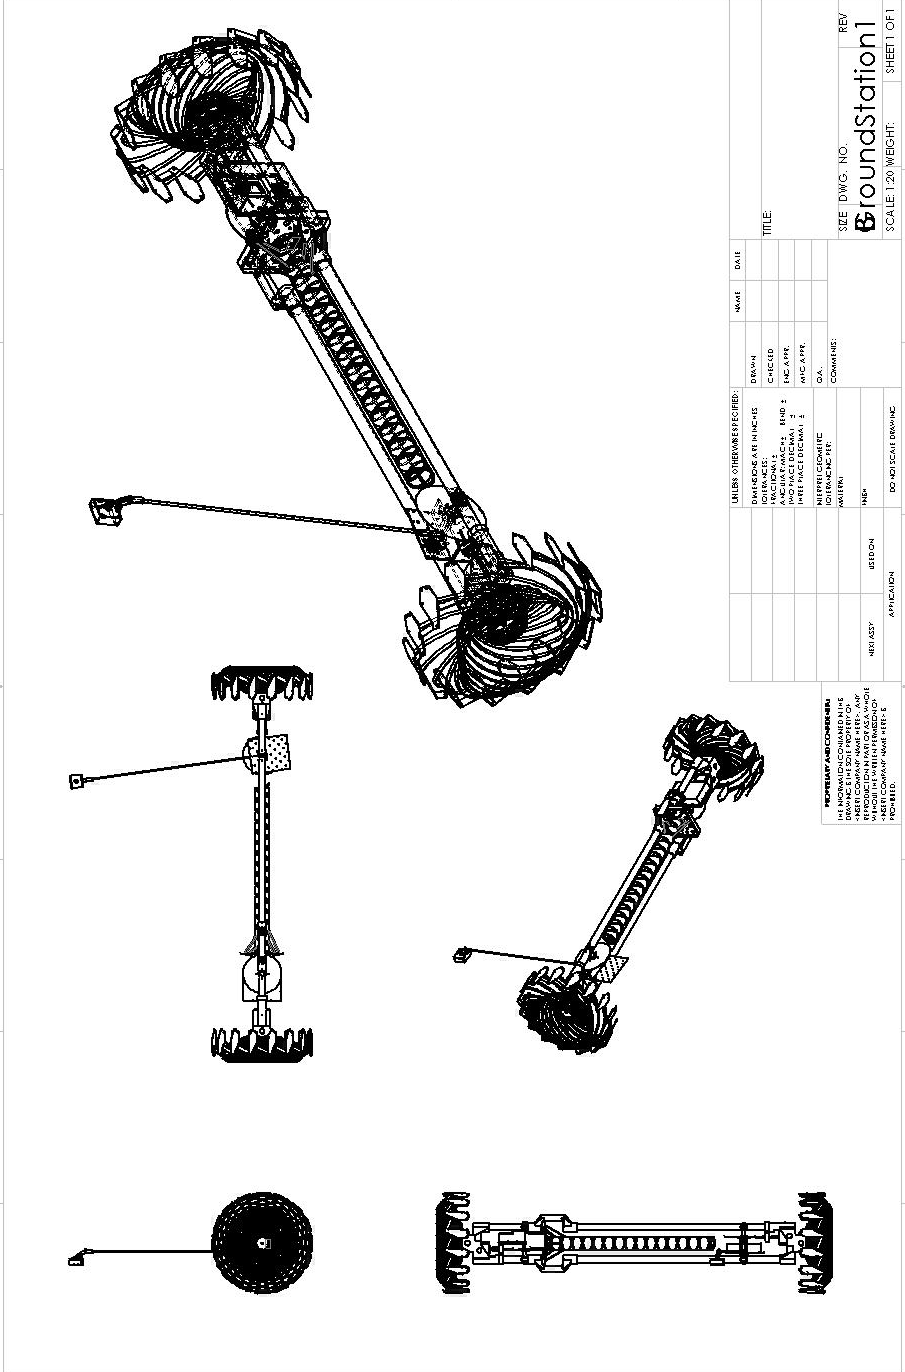 PROPRIETARY AND CONFIDENTIAL
THE INFORMATION CONTAINED IN THIS
DRAWING IS THE SOLE PROPERTY OF
<INSERT COMPANY NAME HERE>. ANY
REPRODUCTION IN PART OR AS A WHOLE
WITHOUT THE WRITTEN PERMISSION OF
<INSERT COMPANY NAME HERE> IS
PROHIBITED.
NEXT ASSY
USED ON
APPLICATION
UNLESS OTHERWISE SPECIFIED:
DIMENSIONS ARE IN INCHES
TOLERANCES:
FRACTIONAL ±
ANGULAR: MACH ± BEND ±
TWO PLACE DECIMAL ±
THREE PLACE DECIMAL ±
INTERPRET GEOMETRIC
TOLERANCING PER:
MATERIAL
FINISH
DO NOT SCALE DRAWING
NAME
DATE
DRAWN
CHECKED
ENG APPR.
MFG APPR.
Q.A.
COMMENTS:
TITLE:
SIZE
DWG. NO.
REV
roundStation1
SCALE: 1:20
WEIGHT:
SHEET 1 OF 1